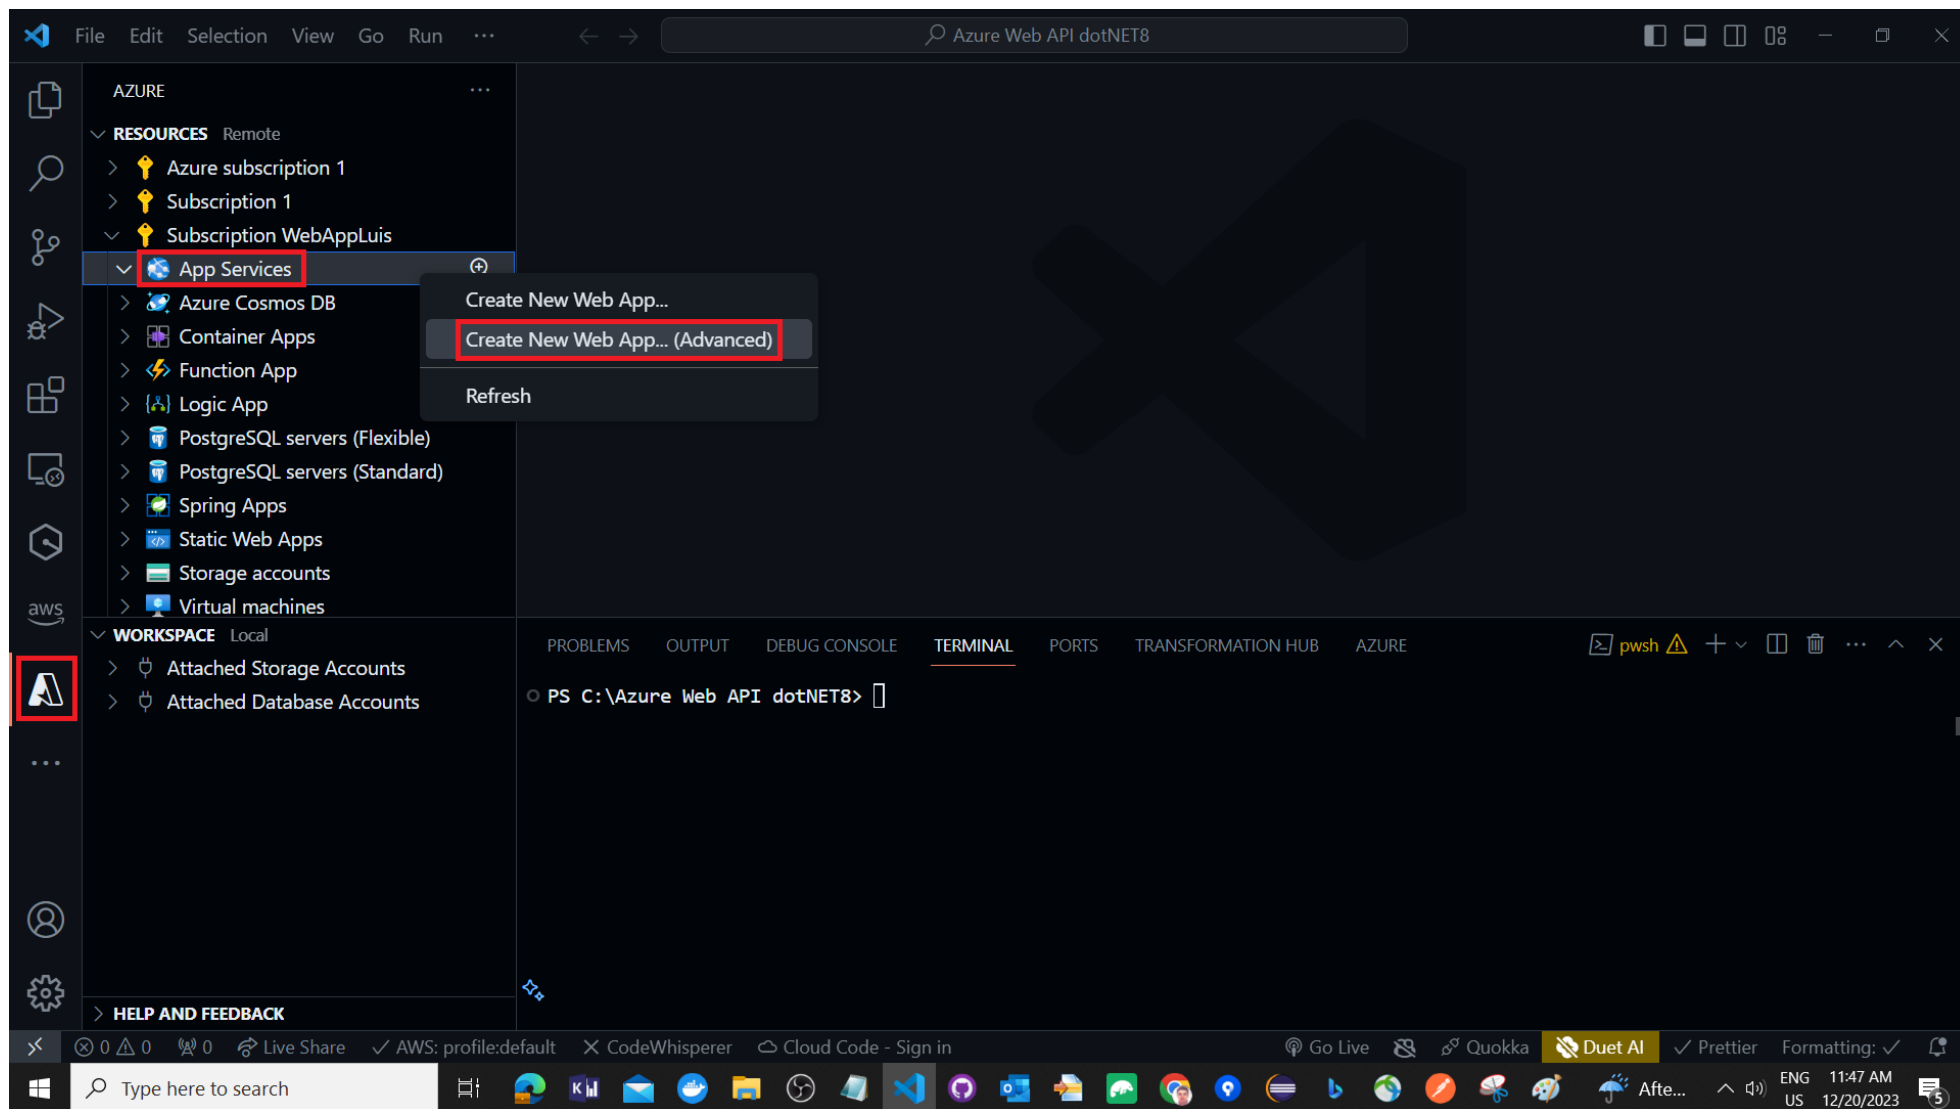 File Edit Selection View Go Run ...
Azure Web API dotNET8
AZURE
RESOURCES Remote
Azure subscription 1
Subscription 1
Subscription WebAppLuis
App Services
Azure Cosmos DB
Container Apps
Function App
Logic App
PostgreSQL servers (Flexible)
PostgreSQL servers (Standard)
Spring Apps
Static Web Apps
Storage accounts
Virtual machines
Create New Web App...
Create New Web App... (Advanced)
Refresh
aws
WORKSPACE Local
Attached Storage Accounts
Attached Database Accounts
PROBLEMS OUTPUT DEBUG CONSOLE TERMINAL PORTS TRANSFORMATION HUB AZURE
pwsh
PS C:\Azure Web API dotNET8>
HELP AND FEEDBACK
0 0 0 Live Share AWS: profile:default CodeWhisperer Cloud Code - Sign in Go Live Quokka Duet AI Prettier Formatting:
Type here to search
Afte...
ENG 11:47 AM
US 12/20/2023
5